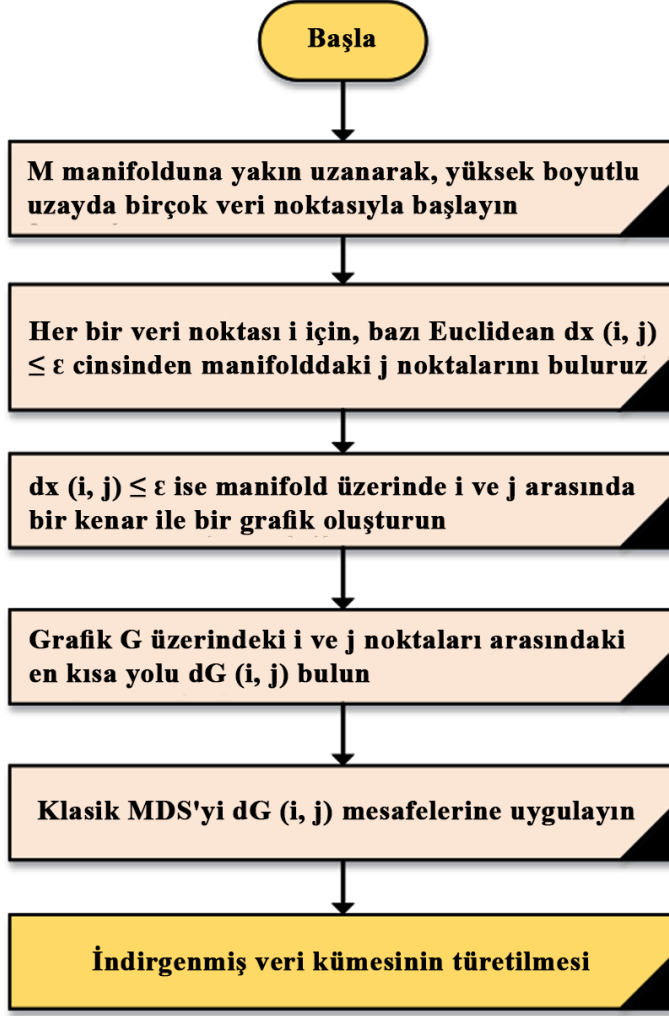 Başla
M manifolduna yakın uzanarak, yüksek boyutlu
uzayda birçok veri noktasıyla başlayın
Her bir veri noktası i için, bazı Euclidean dx (i, j)
≤ ε cinsinden manifolddaki j noktalarını buluruz
dx (i, j) ≤ ε ise manifold üzerinde i ve j arasında
bir kenar ile bir grafik oluşturun
Grafik G üzerindeki i ve j noktaları arasındaki
en kısa yolu dG (i, j) bulun
Klasik MDS'yi dG (i, j) mesafelerine uygulayın
İndirgenmiş veri kümesinin türetilmesi